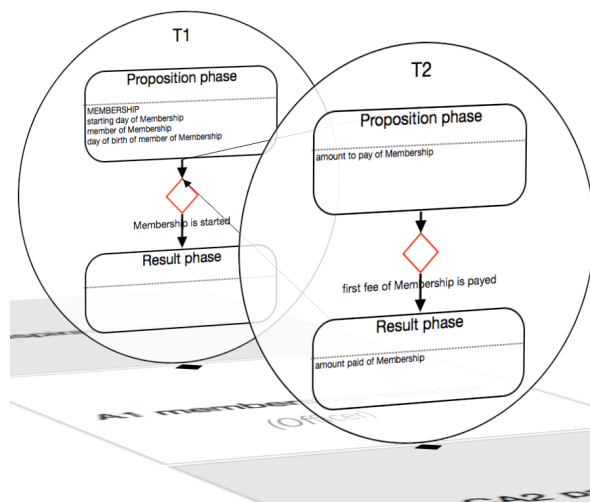 T1
Proposition phase
MEMBERSHIP
starting day of Membership
member of Membership
day of birth of member of Membership
Membership is started
Result phase
T2
Proposition phase
amount to pay of Membership
first fee of Membership is payed
Result phase
amount paid of Membership
A1
(Officer)